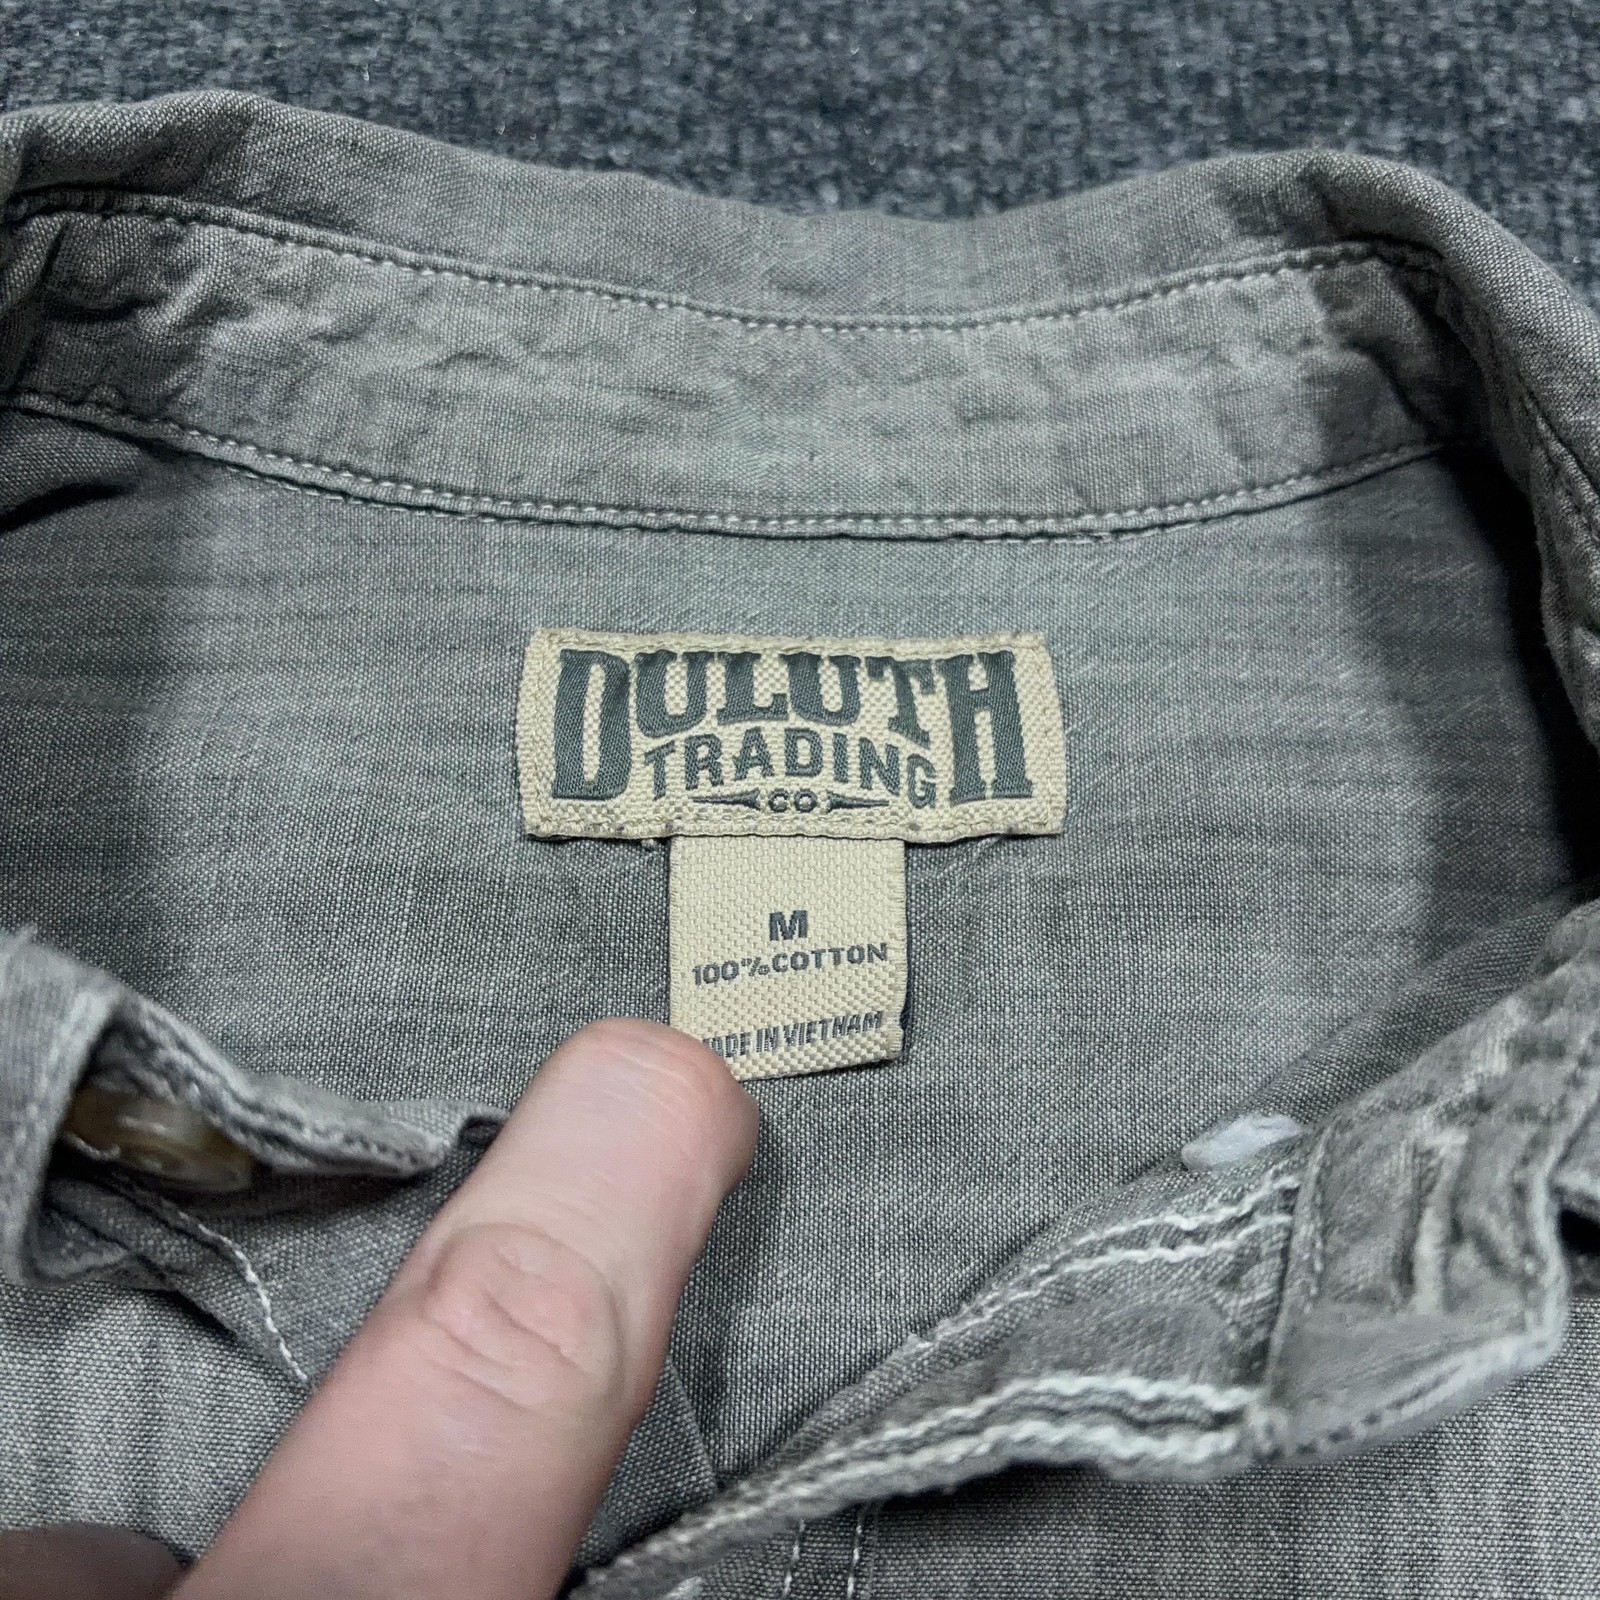 DULUTH
TRADING
CO
M
100% COTTON
MADE IN VIETNAM